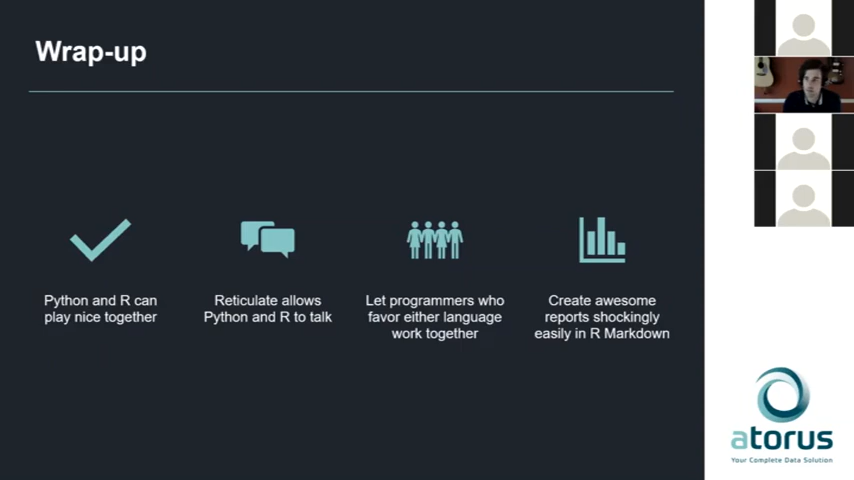 Wrap-up
Python and R can
play nice together
Reticulate allows
Python and R to talk
Let programmers who
favor either language
work together
Create awesome
reports shockingly
easily in R Markdown
atorus
Your Complete Data Solution